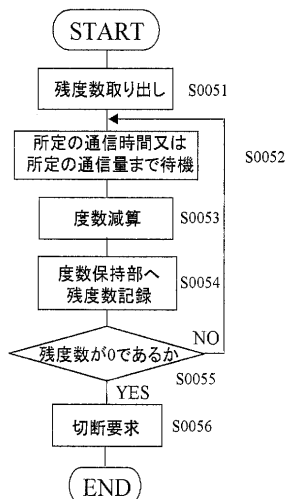 START
残度数取り出し
S0051
所定の通信時間又は
所定の通信量まで待機
S0052
度数減算
S0053
度数保持部へ
残度数記録
S0054
残度数が0であるか
NO
S0055
YES
切断要求
S0056
END